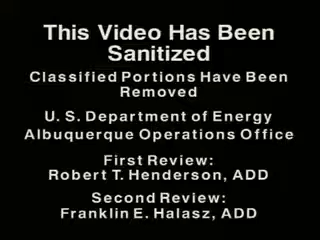 This Video Has Been
Sanitized
Classified Portions Have Been
Removed
U. S. Department of Energy
Albuquerque Operations Office
First Review:
Robert T. Henderson, ADD
Second Review:
Franklin E. Halasz, ADD